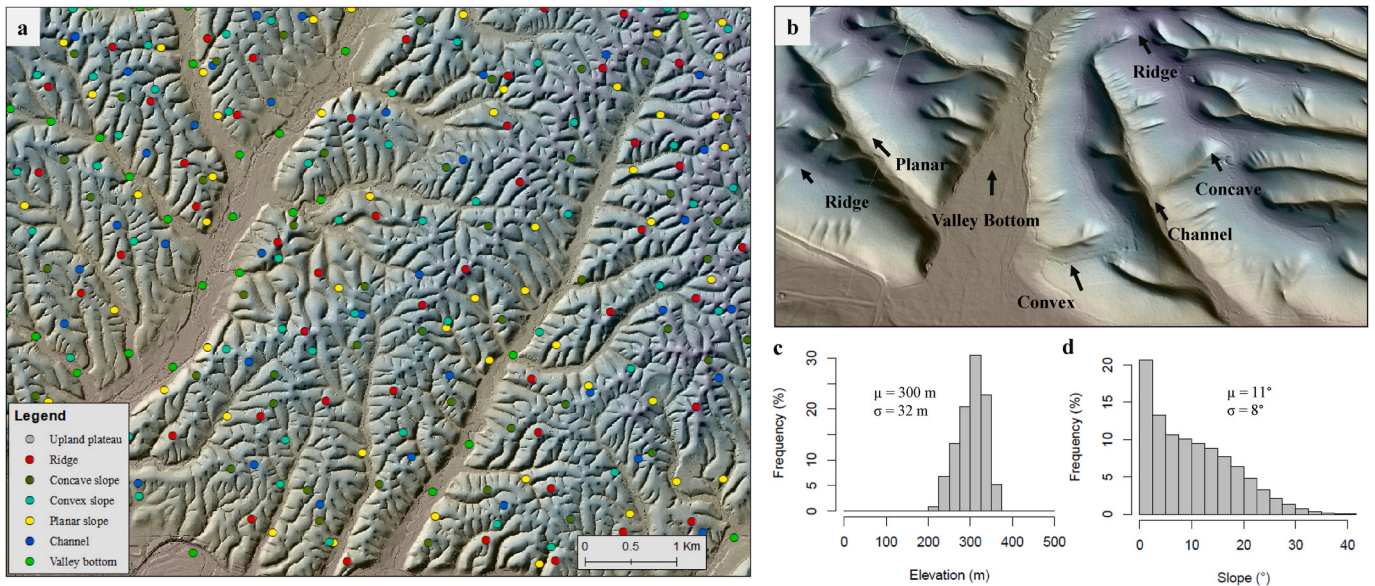 a
Legend
Upland plateau
Ridge
Concave slope
Convex slope
Planar slope
Channel
Valley bottom
0 0.5 1 Km
b
Ridge
Planar
Concave
Ridge
Valley Bottom
Channel
Convex
c
Frequency (%)
30
20
10
5
0
μ = 300 m
σ = 32 m
0 100 200 300 400 500
Elevation (m)
d
Frequency (%)
20
15
10
5
0
μ = 11°
σ = 8°
0 10 20 30 40
Slope (°)